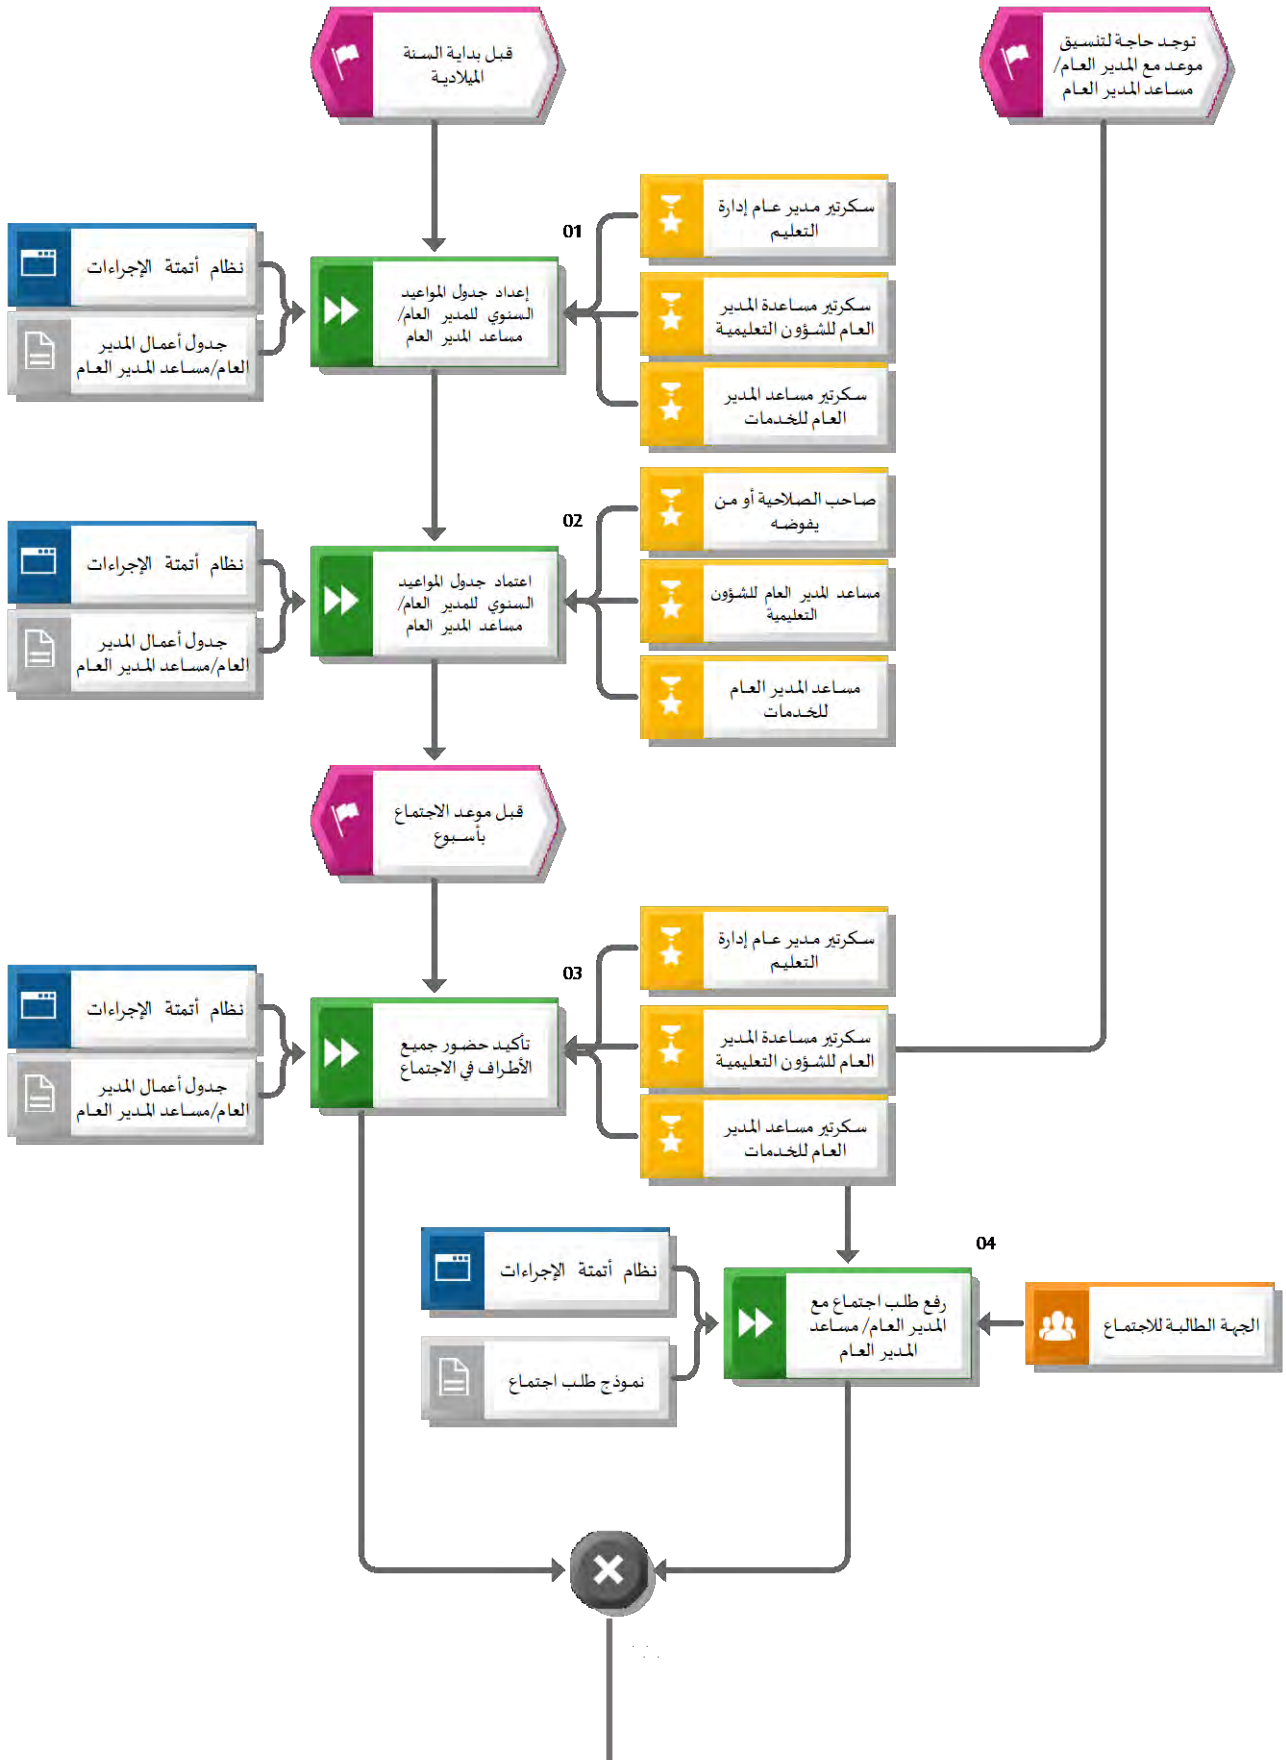 قبل بداية السنة
الميلادية
توجد حاجة لتنسيق
موعد مع المدير العام/
مساعد المدير العام
سكرتير مدير عام إدارة
التعليم
01
نظام أتمتة الإجراءات
إعداد جدول المواعيد
السنوي للمدير العام/
مساعد المدير العام
سكرتير مساعدة المدير
العام للشؤون التعليمية
جدول أعمال المدير
العام/مساعد المدير العام
سكرتير مساعد المدير
العام للخدمات
صاحب الصلاحية أو من
يفوضه
02
نظام أتمتة الإجراءات
اعتماد جدول المواعيد
السنوي للمدير العام/
مساعد المدير العام
مساعد المدير العام للشؤون
التعليمية
جدول أعمال المدير
العام/مساعد المدير العام
مساعد المدير العام
للخدمات
قبل موعد الاجتماع
بأسبوع
سكرتير مدير عام إدارة
التعليم
03
نظام أتمتة الإجراءات
تأكيد حضور جميع
الأطراف في الاجتماع
سكرتير مساعدة المدير
العام للشؤون التعليمية
جدول أعمال المدير
العام/مساعد المدير العام
سكرتير مساعد المدير
العام للخدمات
04
نظام أتمتة الإجراءات
رفع طلب اجتماع مع
المدير العام/ مساعد
المدير العام
الجهة الطالبة للاجتماع
نموذج طلب اجتماع